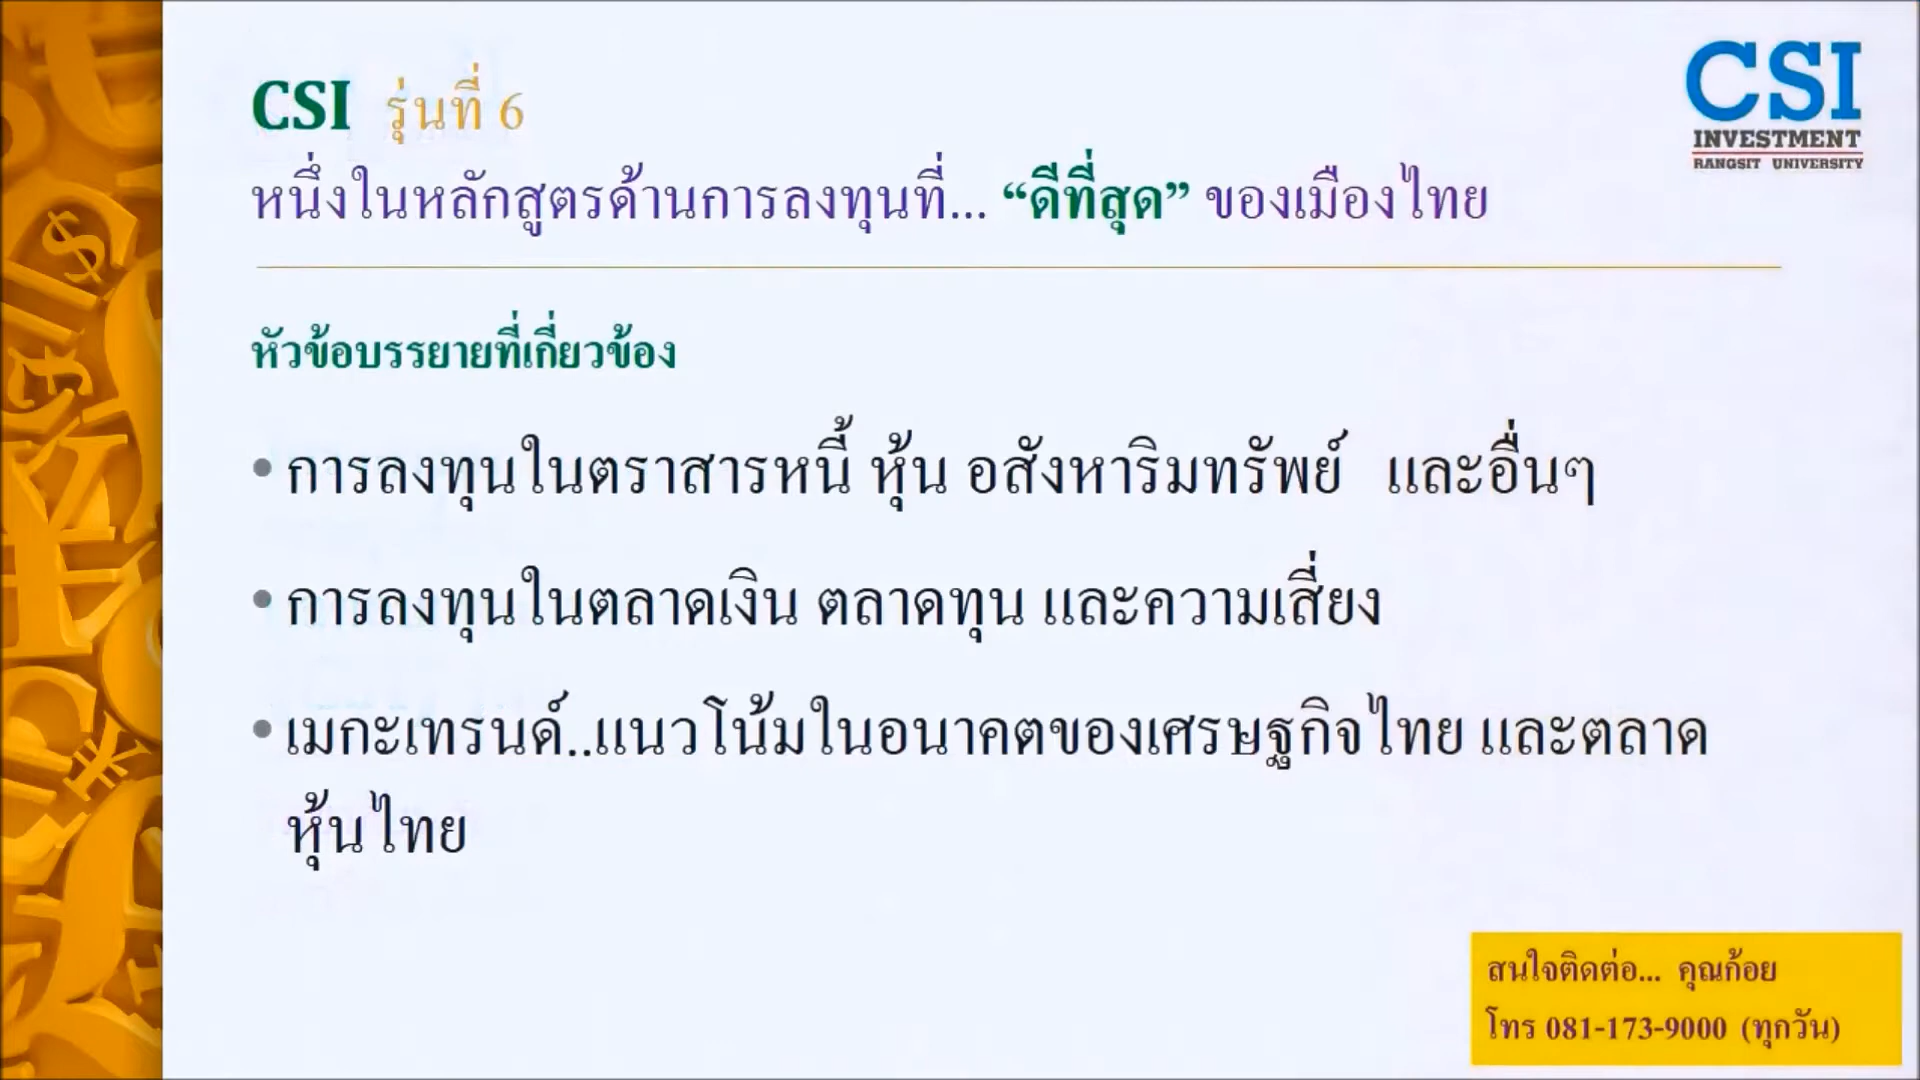 CSI รุ่นที่ 6
หนึ่งในหลักสูตรด้านการลงทุนที่... “ดีที่สุด” ของเมืองไทย
CSI
INVESTMENT
RANGSIT UNIVERSITY
หัวข้อบรรยายที่เกี่ยวข้อง
• การลงทุนในตราสารหนี้ หุ้น อสังหาริมทรัพย์ และอื่นๆ
• การลงทุนในตลาดเงิน ตลาดทุน และความเสี่ยง
• เมกะเทรนด์..แนวโน้มในอนาคตของเศรษฐกิจไทย และตลาด
หุ้นไทย
สนใจติดต่อ... คุณก้อย
โทร 081-173-9000 (ทุกวัน)